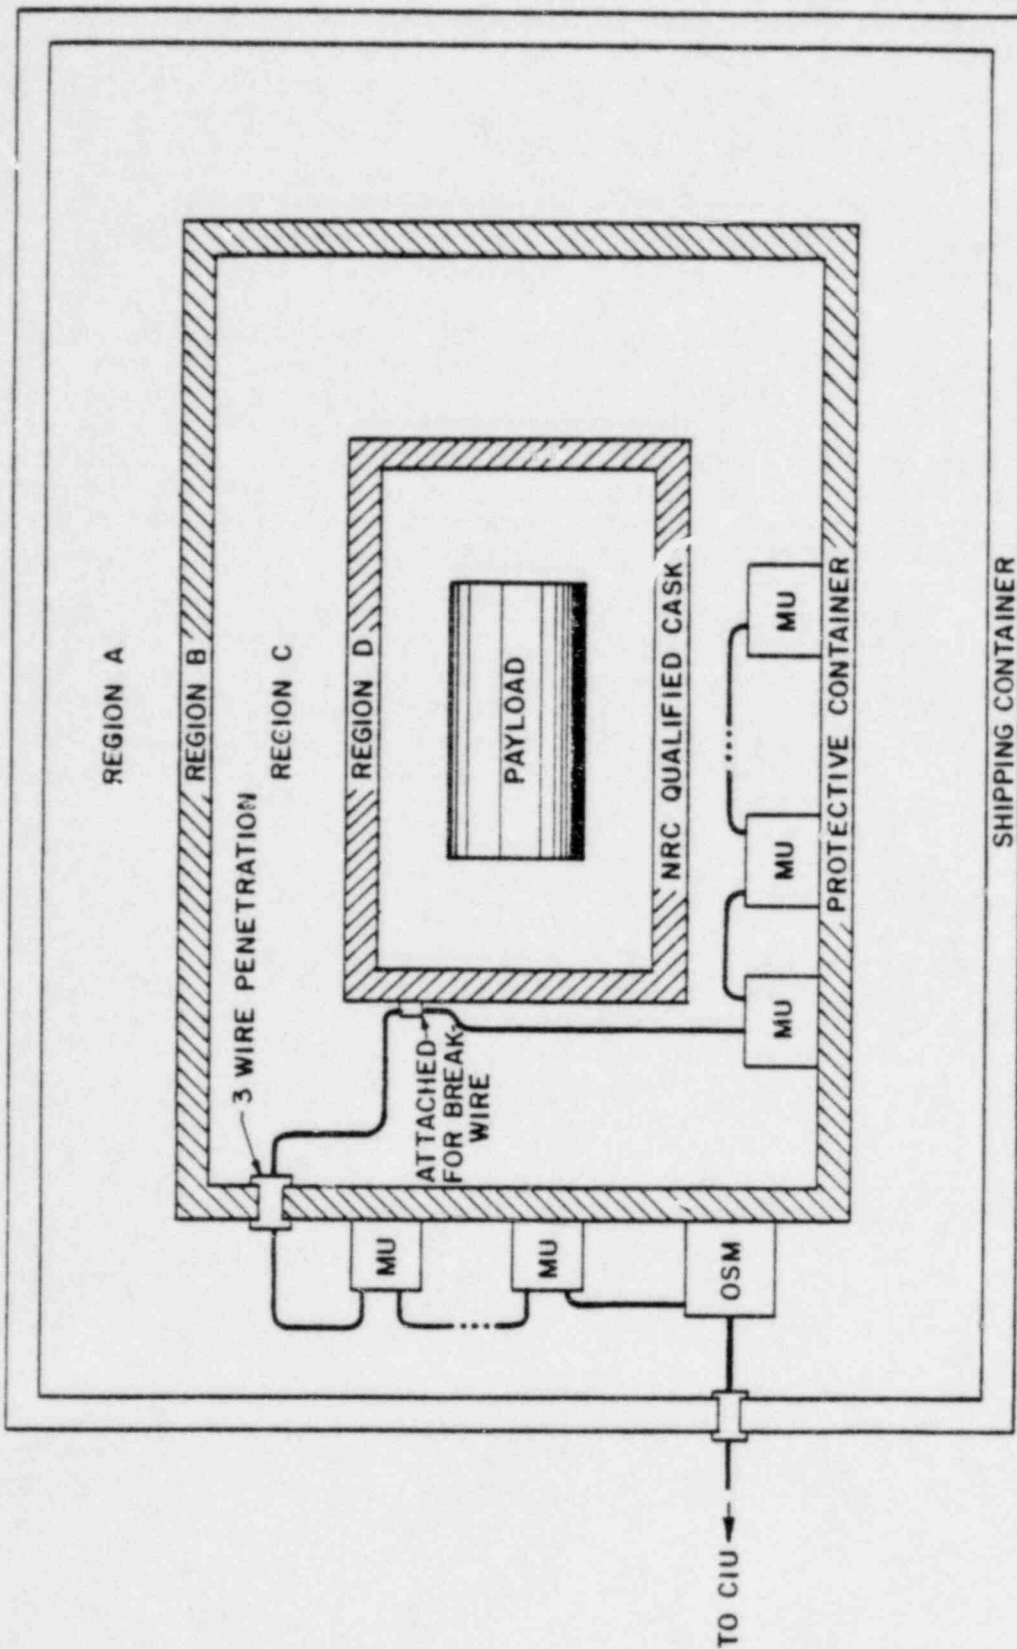 REGION A
REGION B
3 WIRE PENETRATION
REGION C
REGION D
PAYLOAD
ATTACHED
FOR BREAK-
WIRE
NRC QUALIFIED CASK
MU
MU
OSM
MU
MU
MU
PROTECTIVE CONTAINER
TO CIU
SHIPPING CONTAINER